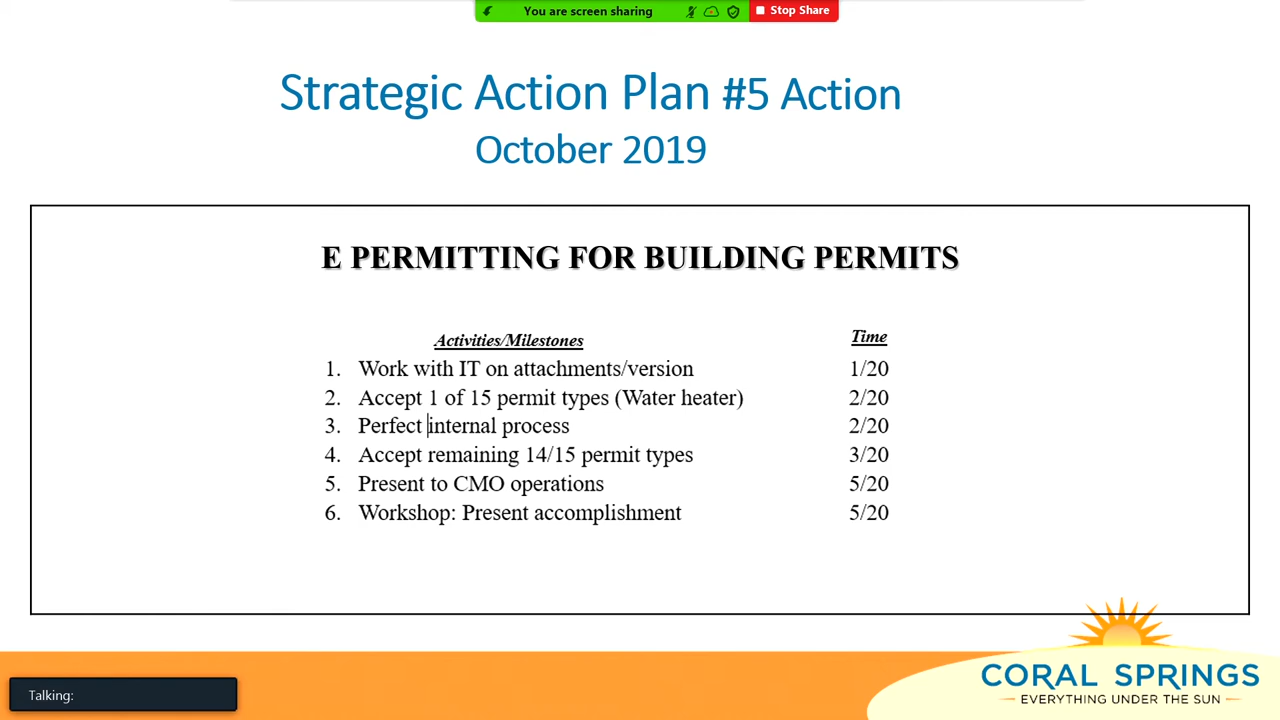 You are screen sharing
Stop Share
Strategic Action Plan #5 Action
October 2019
E PERMITTING FOR BUILDING PERMITS
Activities/Milestones Time
1. Work with IT on attachments/version 1/20
2. Accept 1 of 15 permit types (Water heater) 2/20
3. Perfect internal process 2/20
4. Accept remaining 14/15 permit types 3/20
5. Present to CMO operations 5/20
6. Workshop: Present accomplishment 5/20
CORAL SPRINGS
EVERYTHING UNDER THE SUN
Talking: